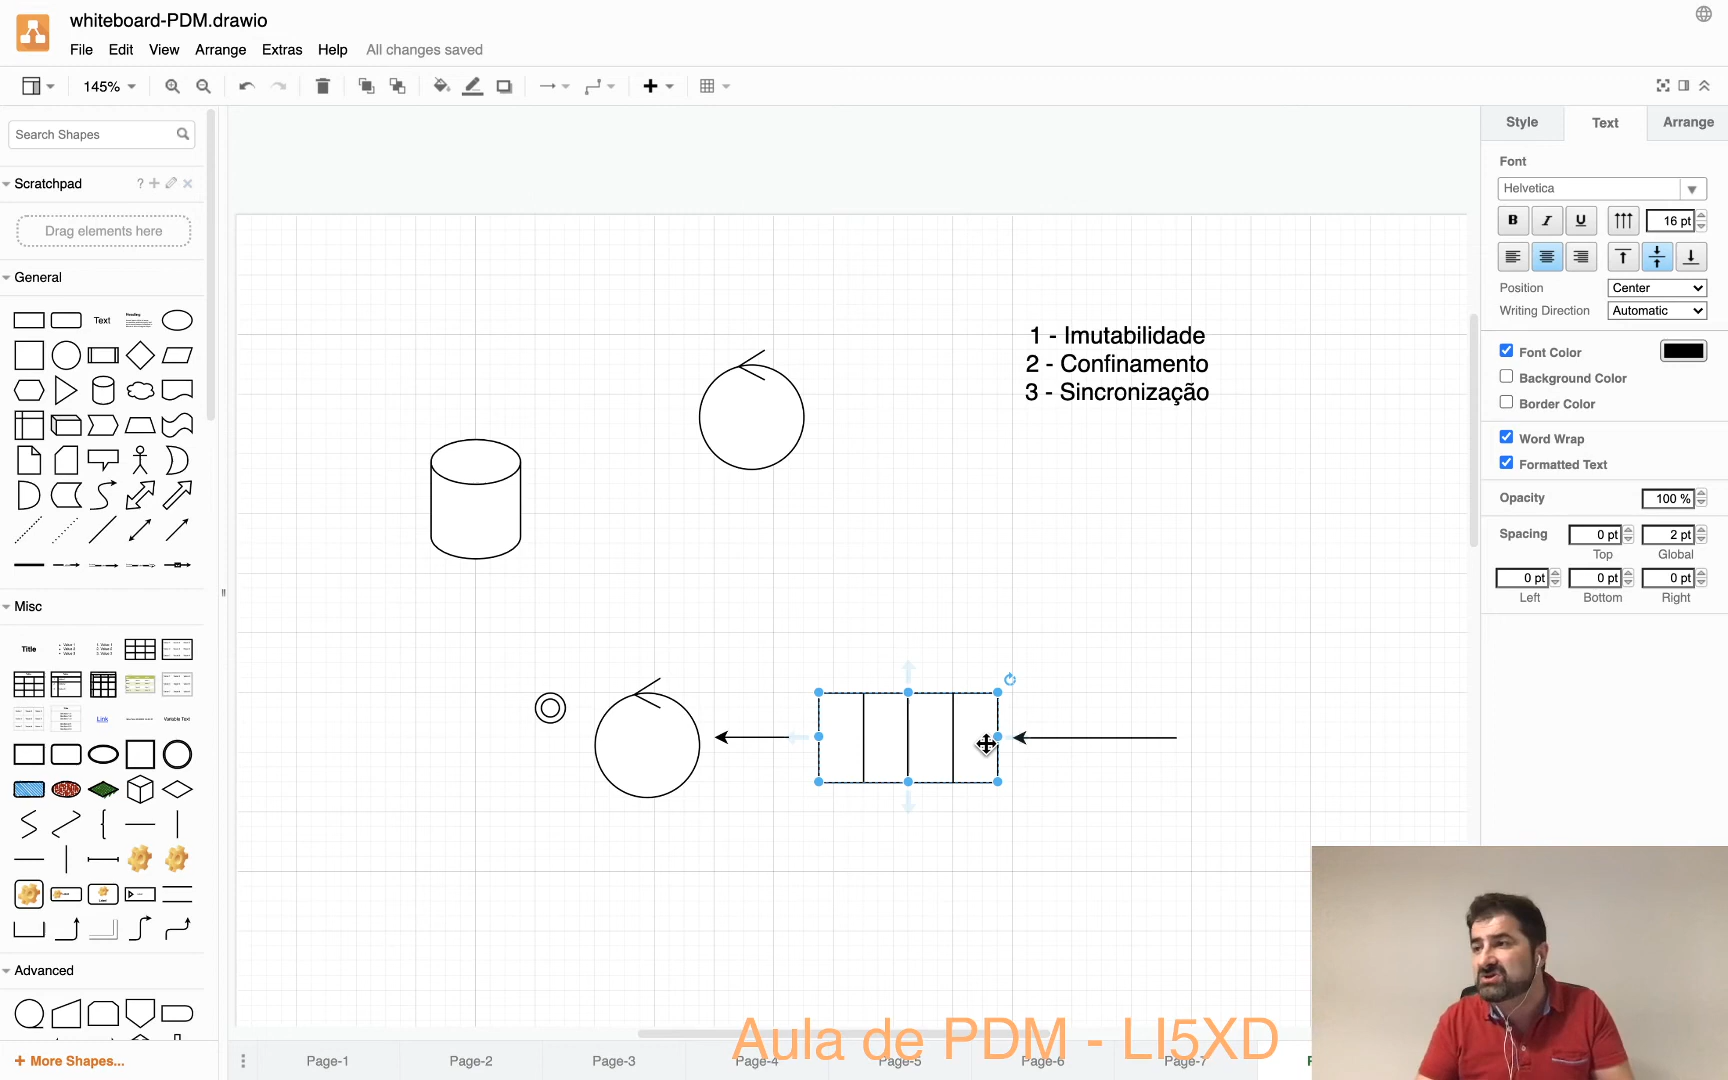 whiteboard-PDM.drawio
File Edit View Arrange Extras Help All changes saved
145%
Search Shapes
Scratchpad
?
Drag elements here
General
Text
Heading
Misc
Title
Link
Variable Text
Label
Advanced
+ More Shapes...
1 - Imutabilidade
2 - Confinamento
3 - Sincronização
Style Text Arrange
Font
Helvetica
B I U 16 pt
Position Center
Writing Direction Automatic
Font Color
Background Color
Border Color
Word Wrap
Formatted Text
Opacity 100 %
Spacing 0 pt 2 pt
Top Global
0 pt 0 pt 0 pt
Left Bottom Right
Aula de PDM - LI5XD
Page-1 Page-2 Page-3 Page-4 Page-5 Page-6 Page-7